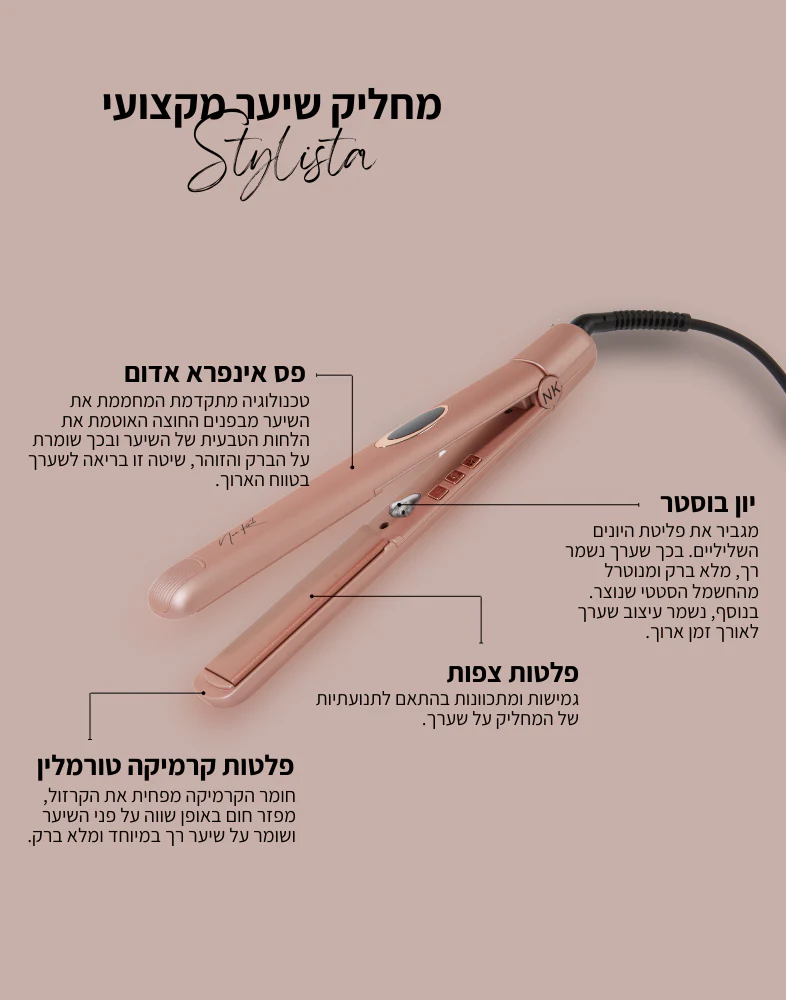 מחליק שיער מקצועי
Stylista
פס אינפרא אדום
טכנולוגיה מתקדמת המחממת את
השיער מבפנים החוצה האוטמת את
הלחות הטבעית של השיער ובכך שומרת
על הברק והזוהר, שיטה זו בריאה לשערך
בטווח הארוך.
NK
יון בוסטר
מגביר את פליטת היונים
השליליים. בכך שערך נשמר
רך, מלא ברק ומנוטרל
מהחשמל הסטטי שנוצר.
בנוסף, נשמר עיצוב שערך
לאורך זמן ארוך.
פלטות צפות
גמישות ומתכווננות בהתאם לתנועתיות
של המחליק על שערך.
פלטות קרמיקה טורמלין
חומר הקרמיקה מפחית את הקרזול,
מפזר חום באופן שווה על פני השיער
ושומר על שיער רך במיוחד ומלא ברק.